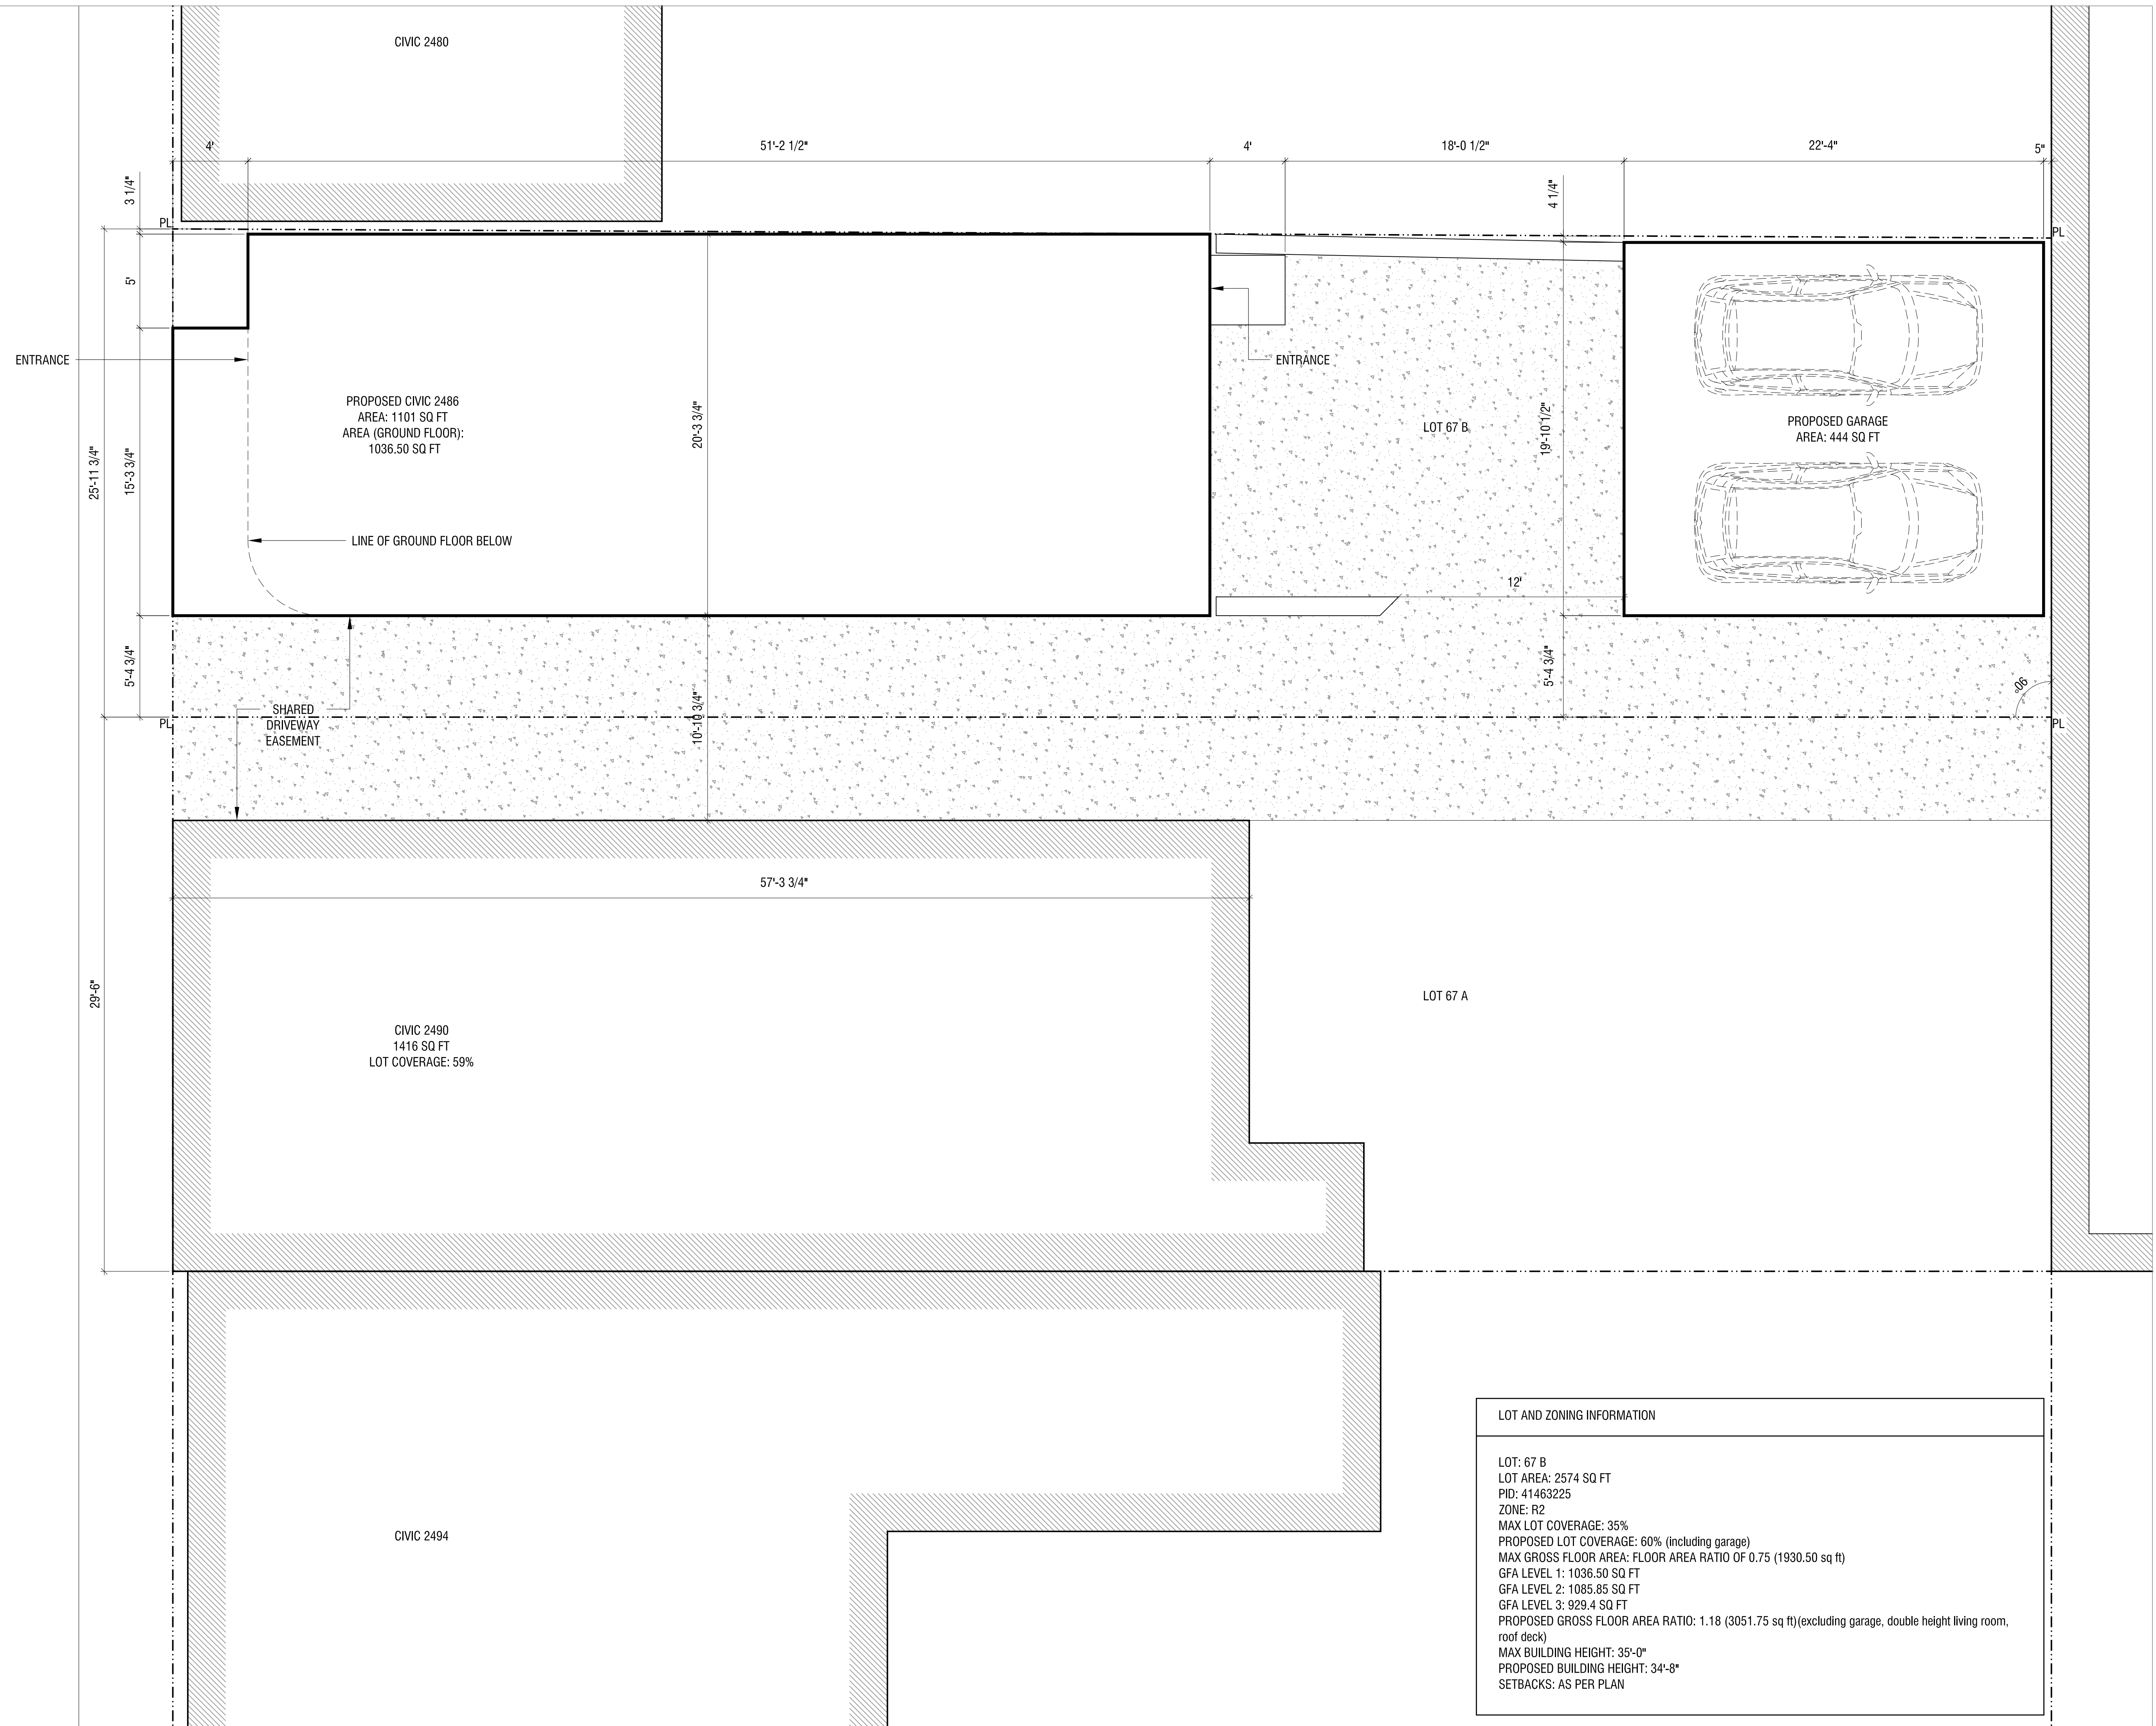 CIVIC 2480
4'
51'-2 1/2"
4'
18'-0 1/2"
22'-4"
5"
3 1/4"
4 1/4"
PL
PL
5'
ENTRANCE
ENTRANCE
PROPOSED CIVIC 2486
AREA: 1101 SQ FT
AREA (GROUND FLOOR):
1036.50 SQ FT
20'-3 3/4"
LOT 67 B
19'-10 1/2"
PROPOSED GARAGE
AREA: 444 SQ FT
25'-11 3/4"
15'-3 3/4"
LINE OF GROUND FLOOR BELOW
12'
5'-4 3/4"
5'-4 3/4"
90°
SHARED
DRIVEWAY
EASEMENT
10'-10 3/4"
PL
PL
57'-3 3/4"
29'-6"
LOT 67 A
CIVIC 2490
1416 SQ FT
LOT COVERAGE: 59%
CIVIC 2494
LOT AND ZONING INFORMATION
LOT: 67 B
LOT AREA: 2574 SQ FT
PID: 41463225
ZONE: R2
MAX LOT COVERAGE: 35%
PROPOSED LOT COVERAGE: 60% (including garage)
MAX GROSS FLOOR AREA: FLOOR AREA RATIO OF 0.75 (1930.50 sq ft)
GFA LEVEL 1: 1036.50 SQ FT
GFA LEVEL 2: 1085.85 SQ FT
GFA LEVEL 3: 929.4 SQ FT
PROPOSED GROSS FLOOR AREA RATIO: 1.18 (3051.75 sq ft)(excluding garage, double height living room,
roof deck)
MAX BUILDING HEIGHT: 35'-0"
PROPOSED BUILDING HEIGHT: 34'-8"
SETBACKS: AS PER PLAN